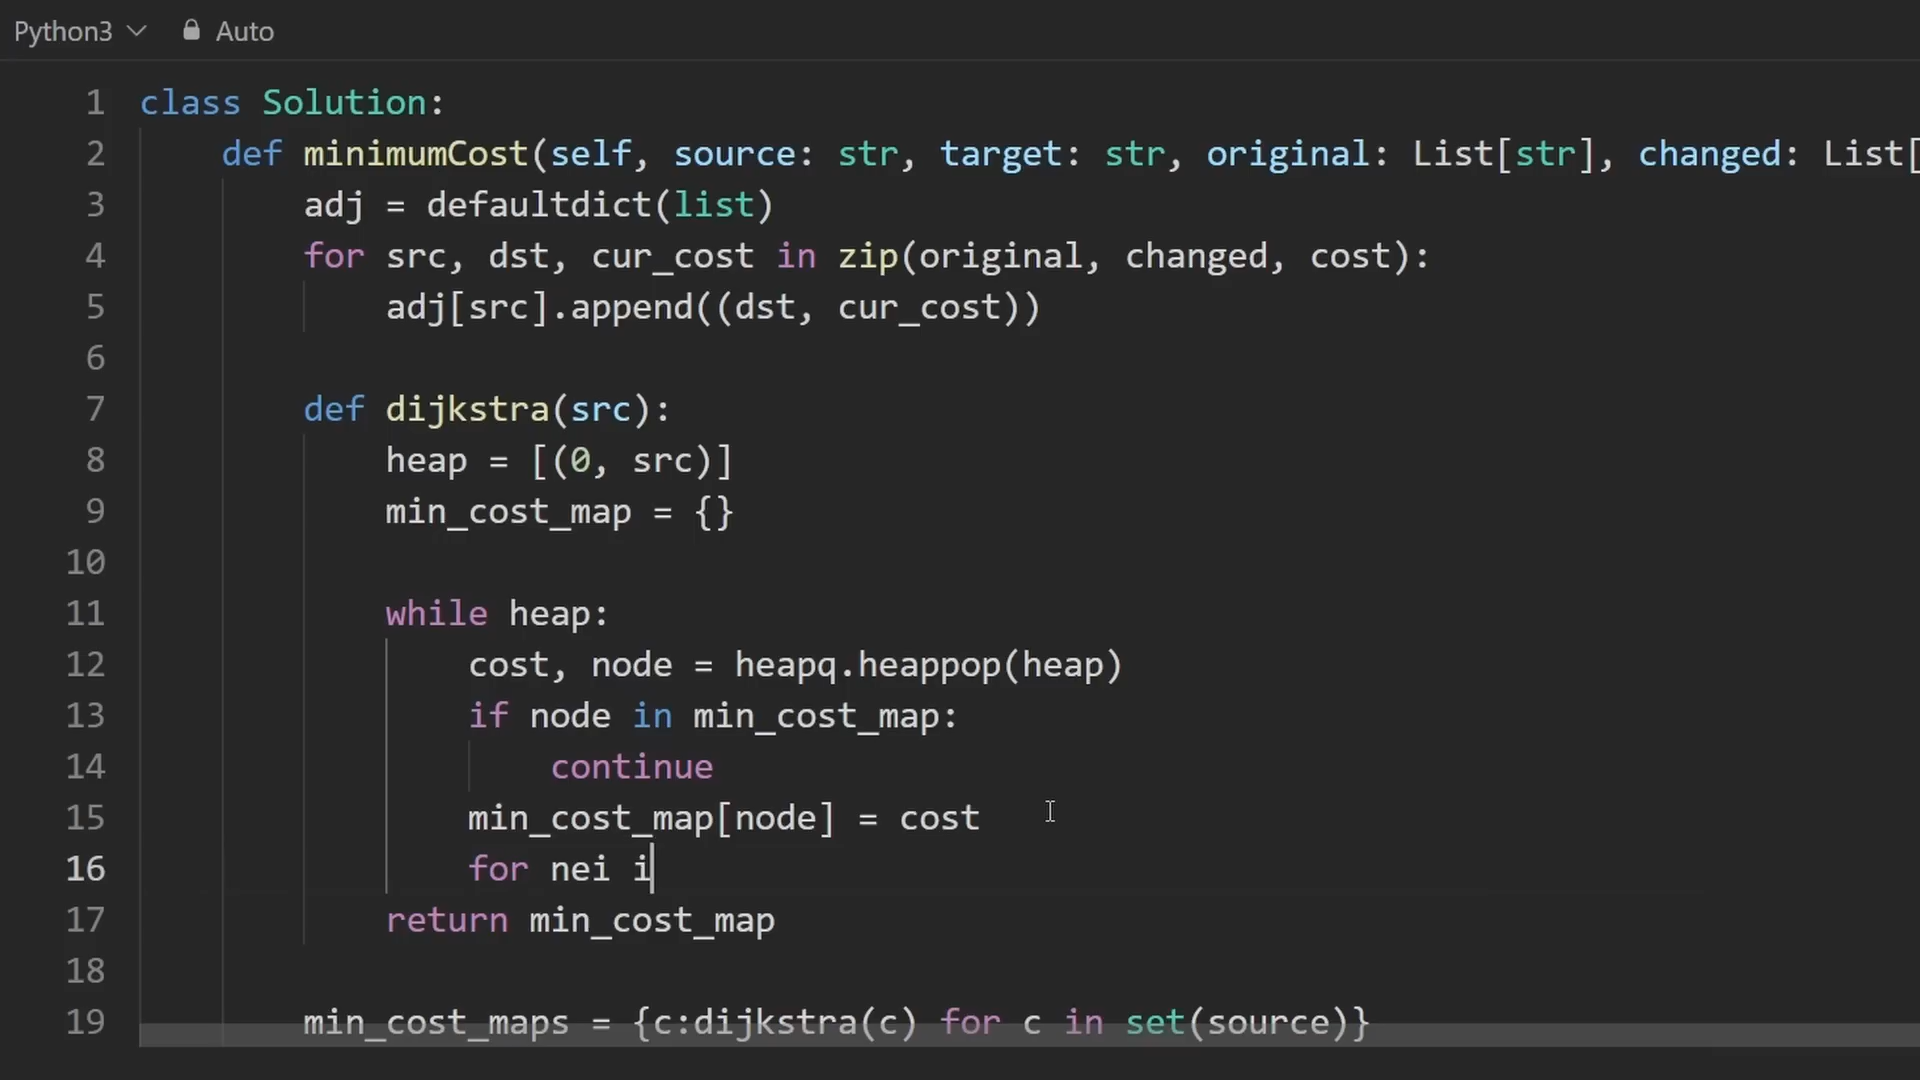 Python3 Auto
1 class Solution:
2 def minimumCost(self, source: str, target: str, original: List[str], changed: List[
3 adj = defaultdict(list)
4 for src, dst, cur_cost in zip(original, changed, cost):
5 adj[src].append((dst, cur_cost))
6
7 def dijkstra(src):
8 heap = [(0, src)]
9 min_cost_map = {}
10
11 while heap:
12 cost, node = heapq.heappop(heap)
13 if node in min_cost_map:
14 continue
15 min_cost_map[node] = cost
16 for nei i
17 return min_cost_map
18
19 min_cost_maps = {c:dijkstra(c) for c in set(source)}